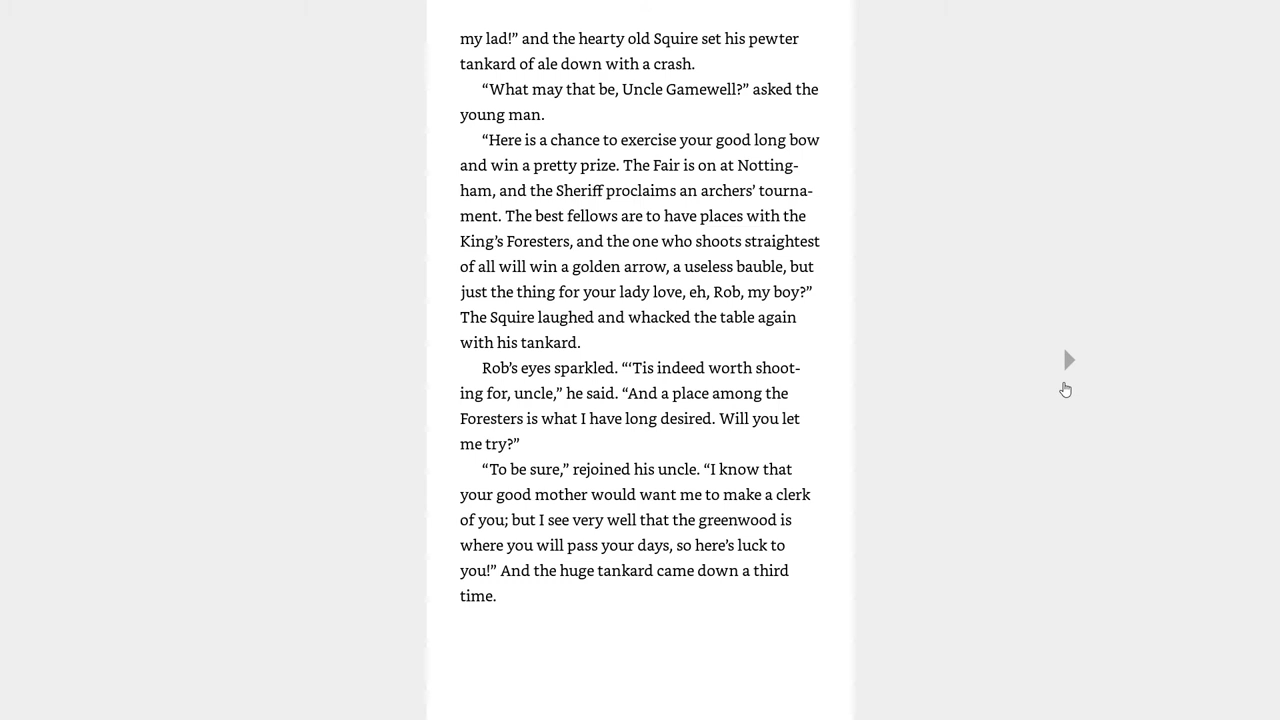 my lad!” and the hearty old Squire set his pewter
tankard of ale down with a crash.
“What may that be, Uncle Gamewell?” asked the
young man.
“Here is a chance to exercise your good long bow
and win a pretty prize. The Fair is on at Notting-
ham, and the Sheriff proclaims an archers’ tourna-
ment. The best fellows are to have places with the
King’s Foresters, and the one who shoots straightest
of all will win a golden arrow, a useless bauble, but
just the thing for your lady love, eh, Rob, my boy?”
The Squire laughed and whacked the table again
with his tankard.
Rob’s eyes sparkled. “‘Tis indeed worth shoot-
ing for, uncle,” he said. “And a place among the
Foresters is what I have long desired. Will you let
me try?”
“To be sure,” rejoined his uncle. “I know that
your good mother would want me to make a clerk
of you; but I see very well that the greenwood is
where you will pass your days, so here’s luck to
you!” And the huge tankard came down a third
time.